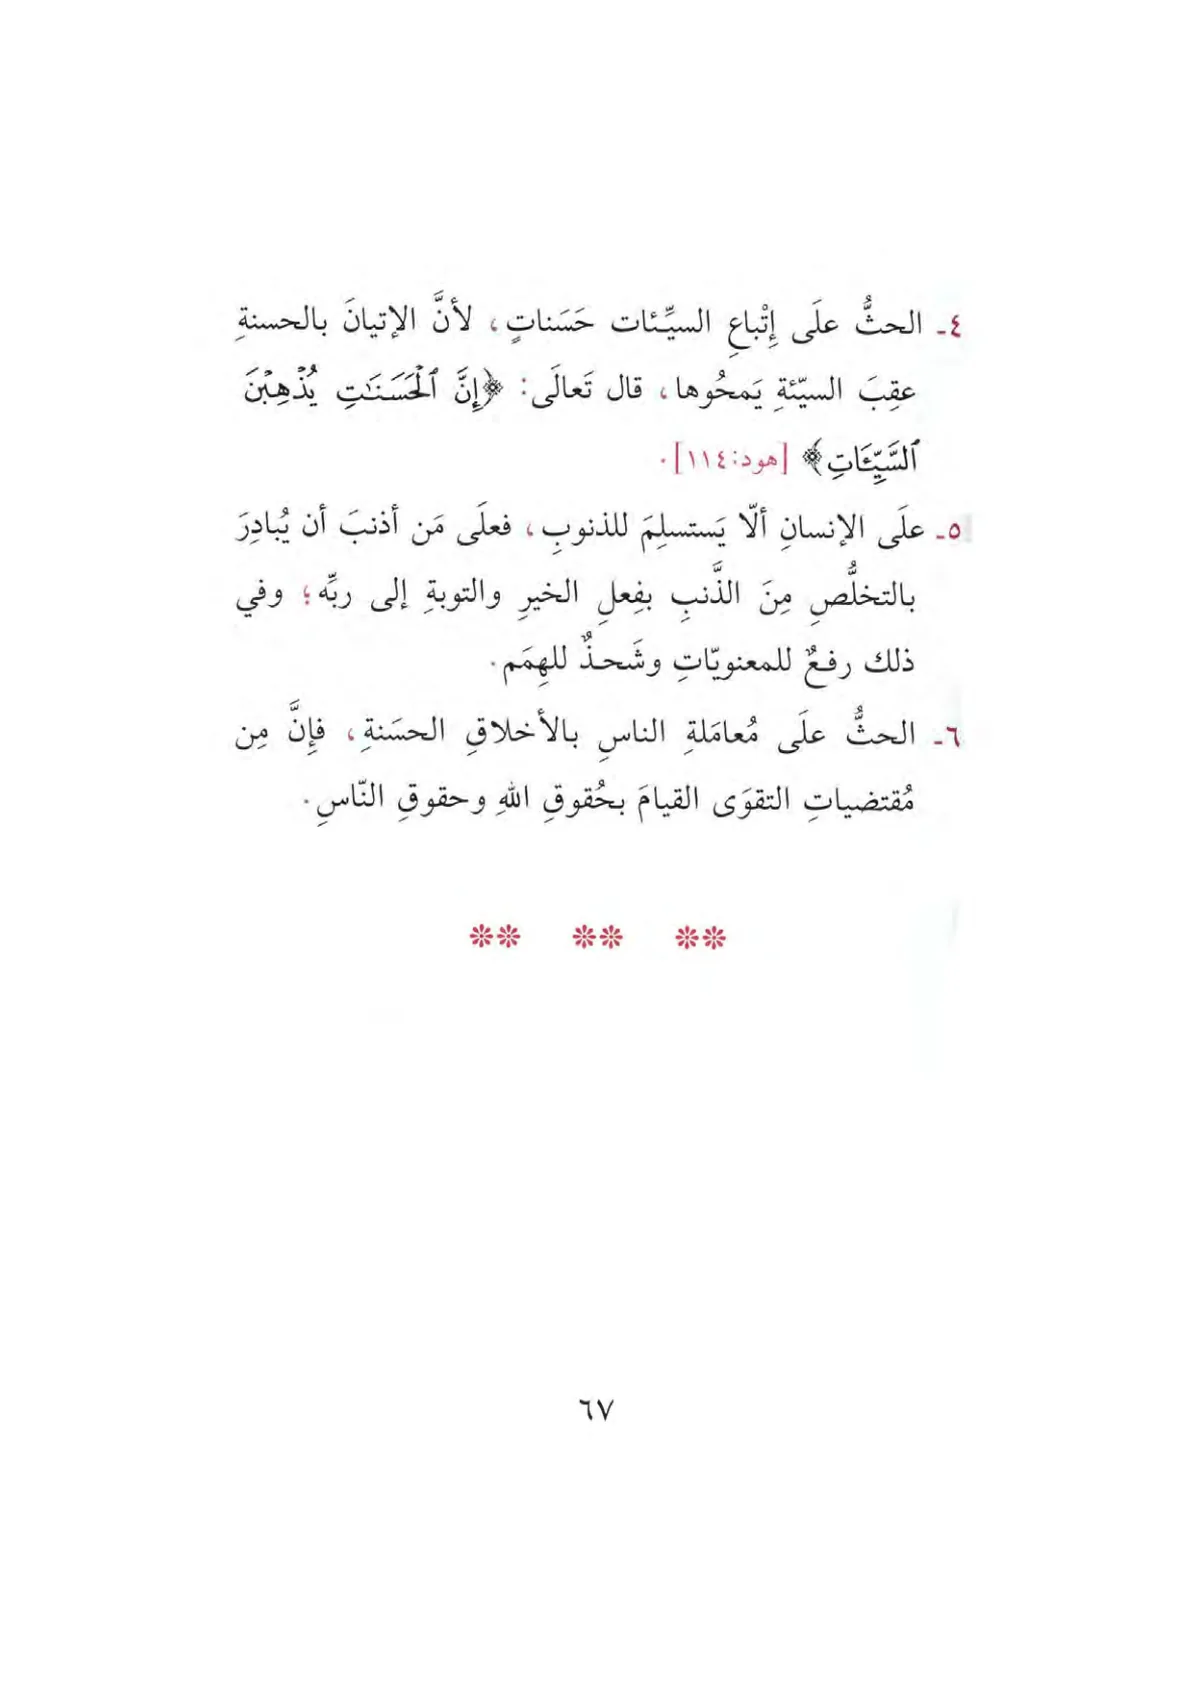 ٤- الحثُّ علَى إِتْباعِ السيِّئات حَسَناتٍ، لأنَّ الإتيانَ بالحسنةِ
عقِبَ السيّئةِ يَمحُوها، قال تَعالَى: ﴿إِنَّ ٱلْحَسَنَٰتِ يُذْهِبْنَ
ٱلسَّيِّـَٔاتِ﴾ [هود:١١٤].
٥- علَى الإنسانِ ألّا يَستسلِمَ للذنوبِ، فعلَى مَن أذنبَ أن يُبادِرَ
بالتخلُّصِ مِنَ الذَّنبِ بفِعلِ الخيرِ والتوبةِ إلى ربِّه؛ وفي
ذلك رفعٌ للمعنويّاتِ وشَحذٌ للهِمَم.
٦- الحثُّ علَى مُعامَلةِ الناسِ بالأخلاقِ الحسَنةِ، فإنَّ مِن
مُقتضياتِ التقوَى القيامَ بحُقوقِ اللهِ وحقوقِ النّاسِ.
** ** **
٦٧